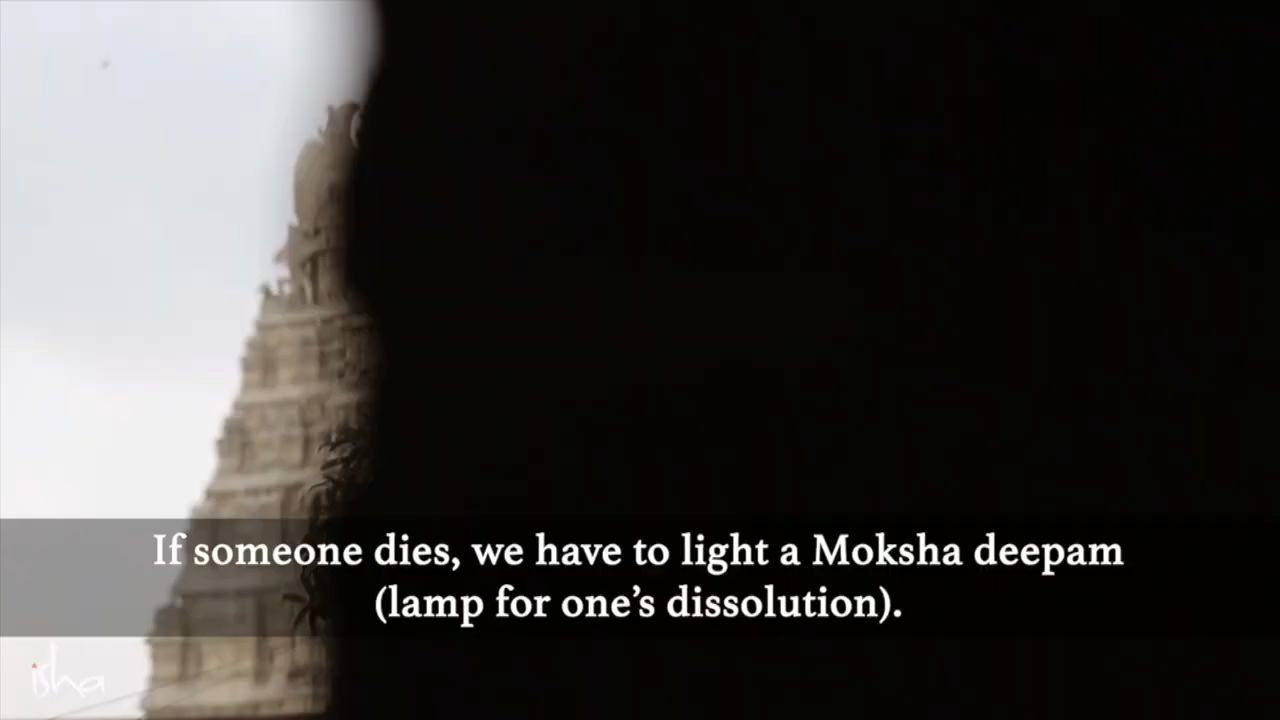 If someone dies, we have to light a Moksha deepam
(lamp for one’s dissolution).
isha